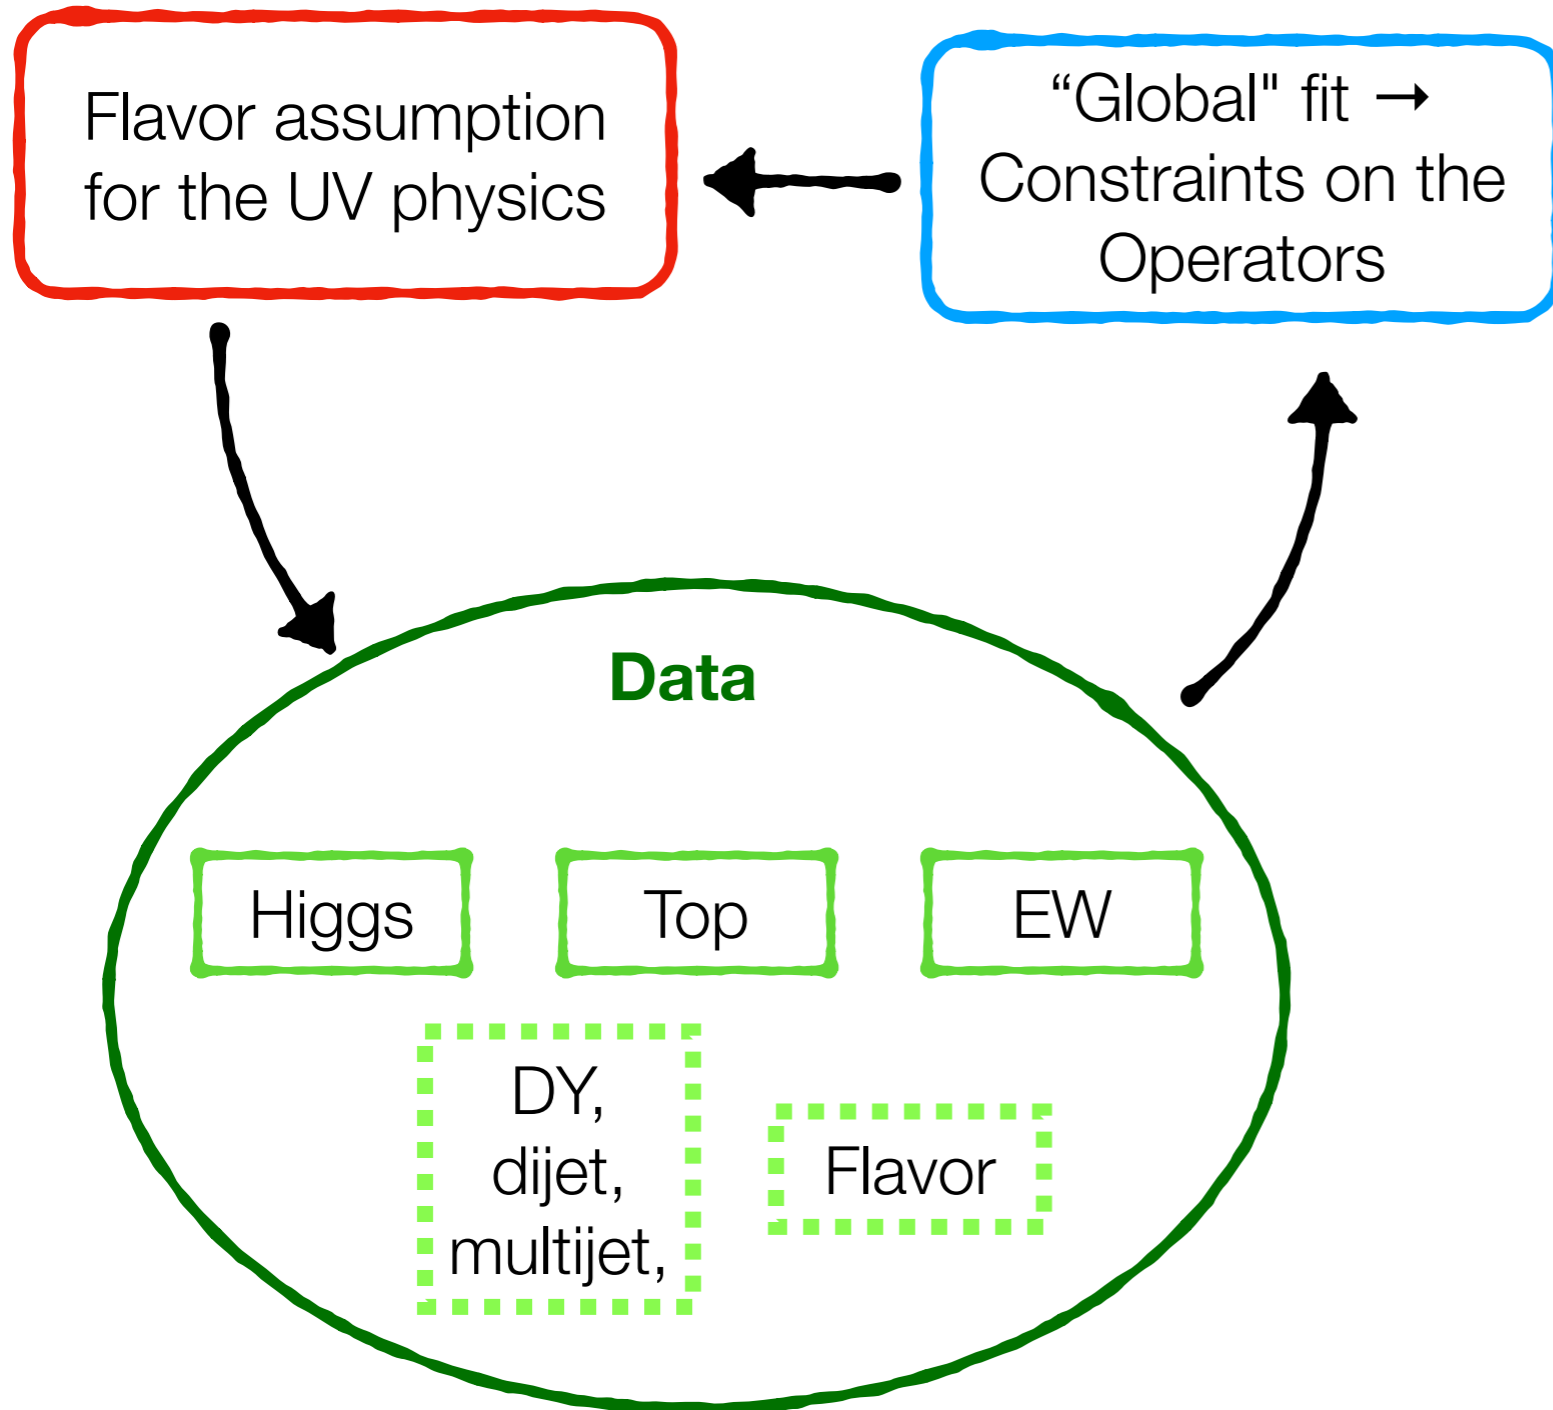 Flavor assumption
for the UV physics
“Global" fit →
Constraints on the
Operators
Data
Higgs
Top
EW
DY,
dijet,
multijet,
Flavor